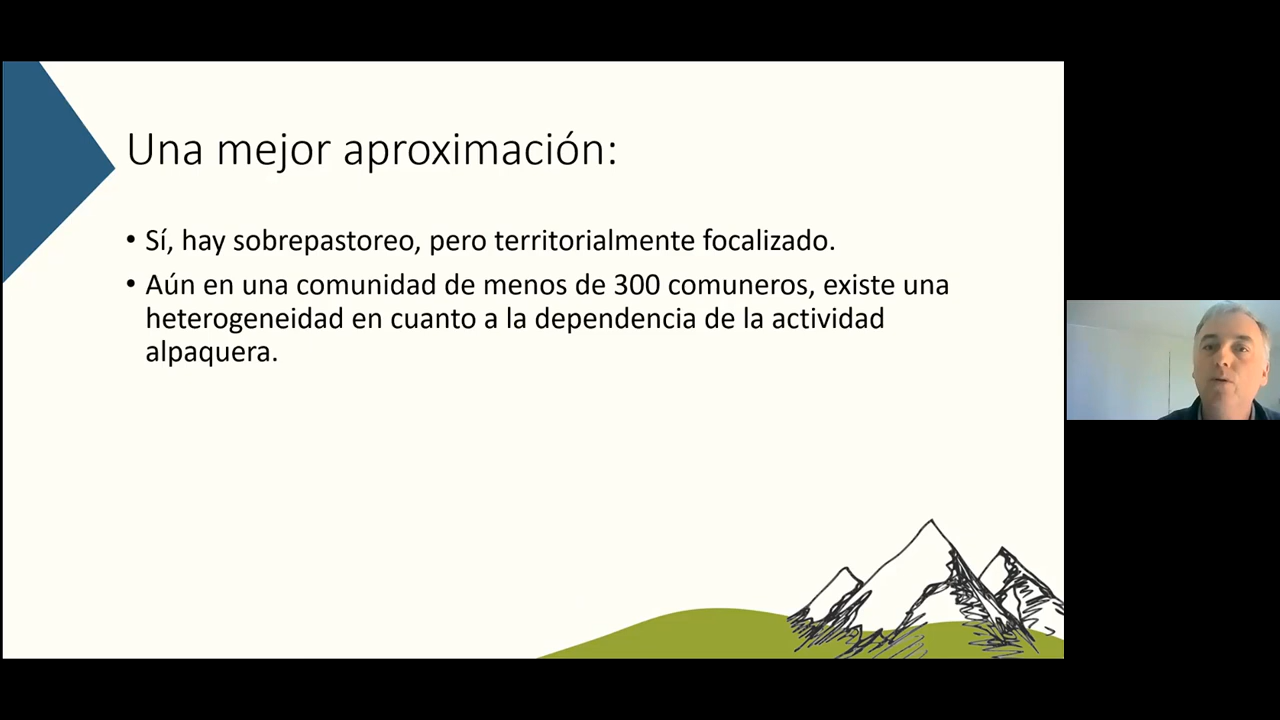 Una mejor aproximación:
• Sí, hay sobrepastoreo, pero territorialmente focalizado.
• Aún en una comunidad de menos de 300 comuneros, existe una
heterogeneidad en cuanto a la dependencia de la actividad
alpaquera.